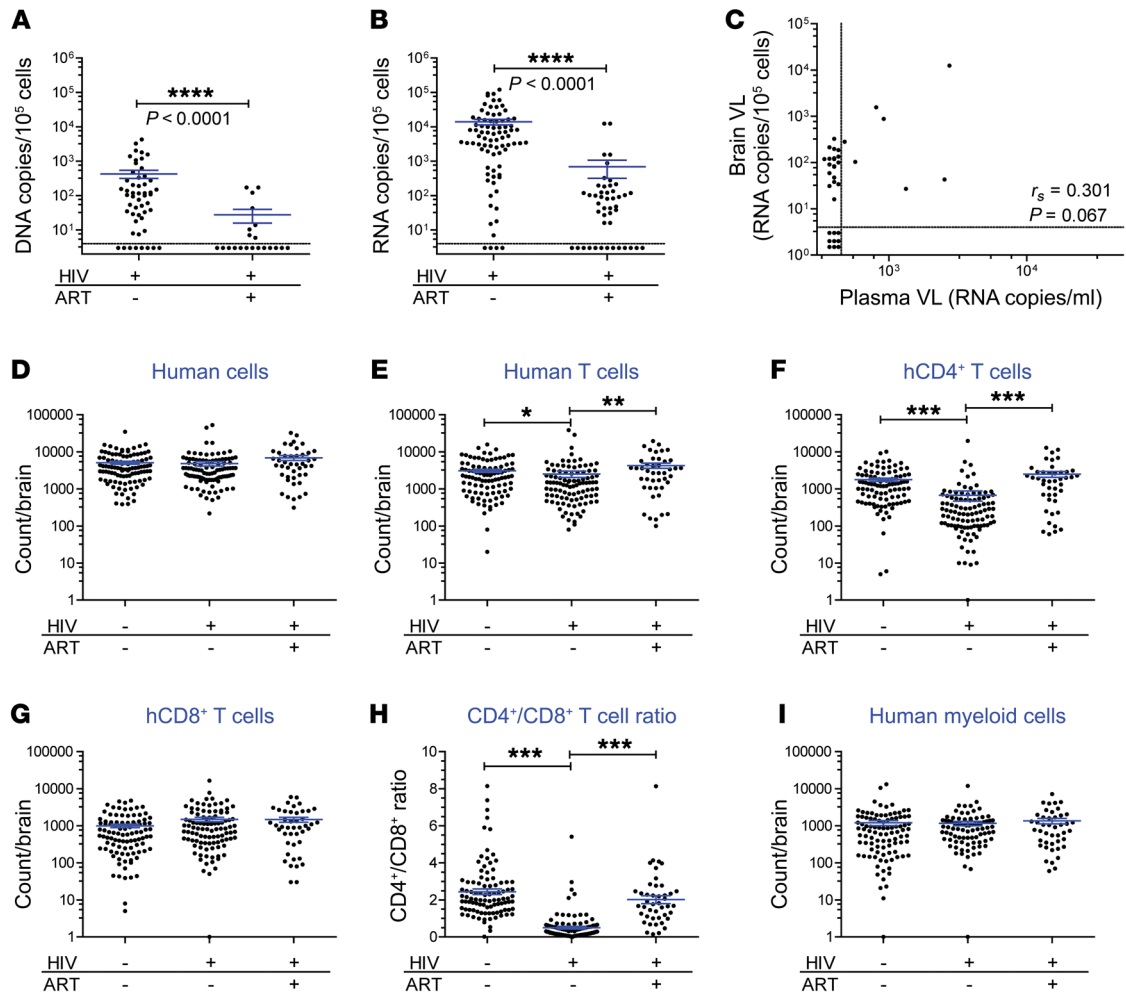 A
DNA copies/10⁵ cells
10⁶
10⁵
10⁴
10³
10²
10¹
****
P < 0.0001
HIV + +
ART - +
B
RNA copies/10⁵ cells
10⁶
10⁵
10⁴
10³
10²
10¹
****
P < 0.0001
HIV + +
ART - +
C
Brain VL
(RNA copies/10⁵ cells)
10⁵
10⁴
10³
10²
10¹
10⁰
rₛ = 0.301
P = 0.067
10³ 10⁴
Plasma VL (RNA copies/ml)
D
Human cells
Count/brain
100000
10000
1000
100
10
1
HIV - + +
ART - - +
E
Human T cells
Count/brain
100000
10000
1000
100
10
1
* **
HIV - + +
ART - - +
F
hCD4⁺ T cells
Count/brain
100000
10000
1000
100
10
1
*** ***
HIV - + +
ART - - +
G
hCD8⁺ T cells
Count/brain
100000
10000
1000
100
10
1
HIV - + +
ART - - +
H
CD4⁺/CD8⁺ T cell ratio
CD4⁺/CD8⁺ ratio
10
8
6
4
2
0
*** ***
HIV - + +
ART - - +
I
Human myeloid cells
Count/brain
100000
10000
1000
100
10
1
HIV - + +
ART - - +